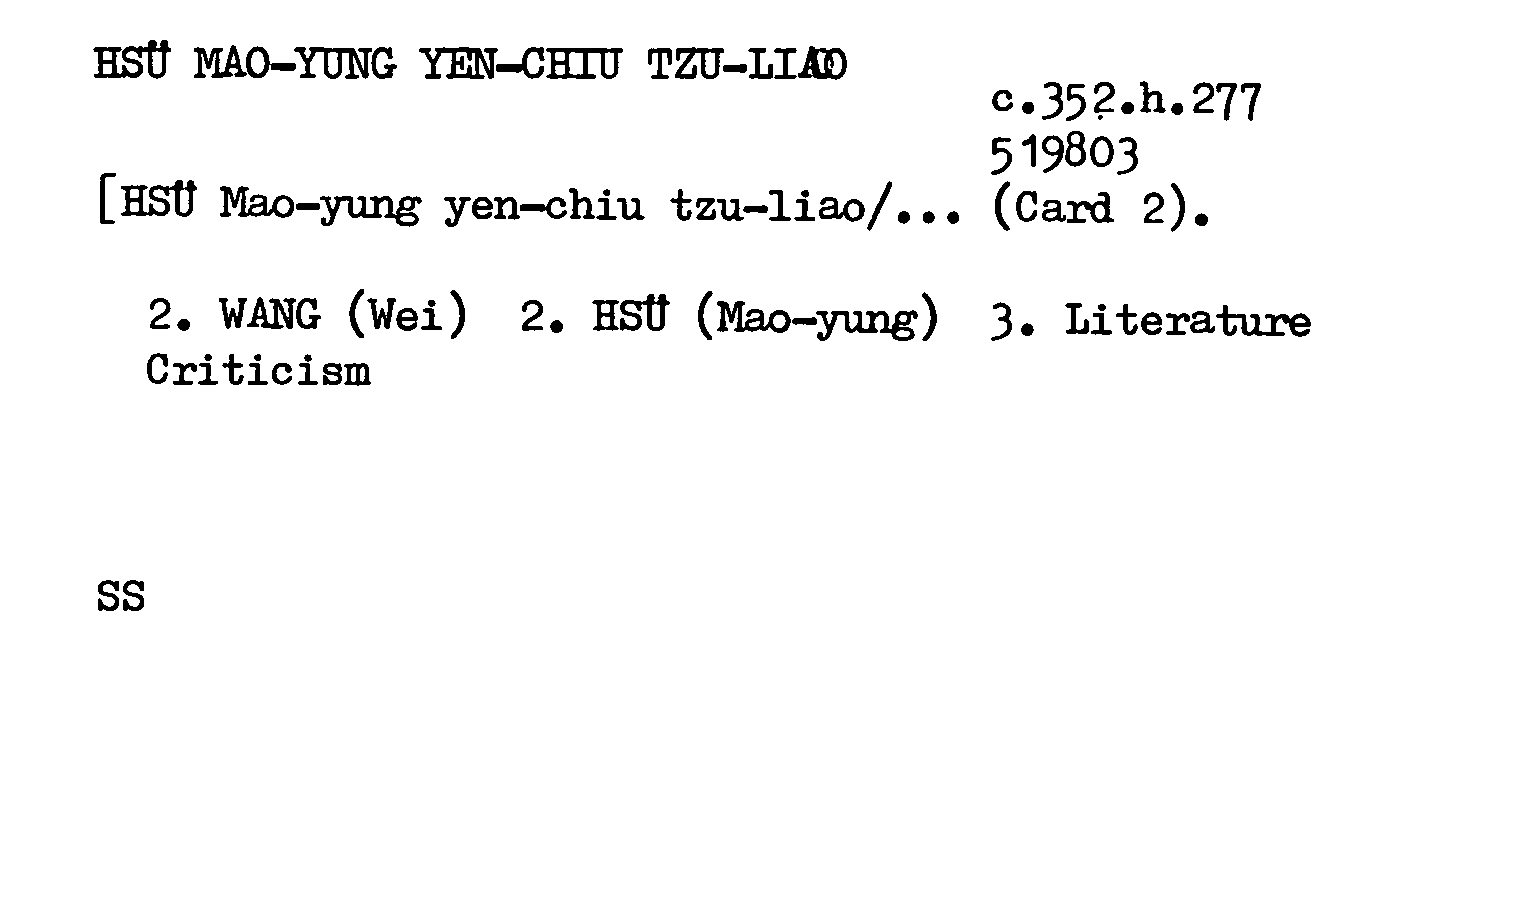 HSÜ MAO-YUNG YEN-CHIU TZU-LIAO
c.352.h.277
519803
[HSÜ Mao-yung yen-chiu tzu-liao/... (Card 2).
2. WANG (Wei) 2. HSÜ (Mao-yung) 3. Literature
Criticism
SS